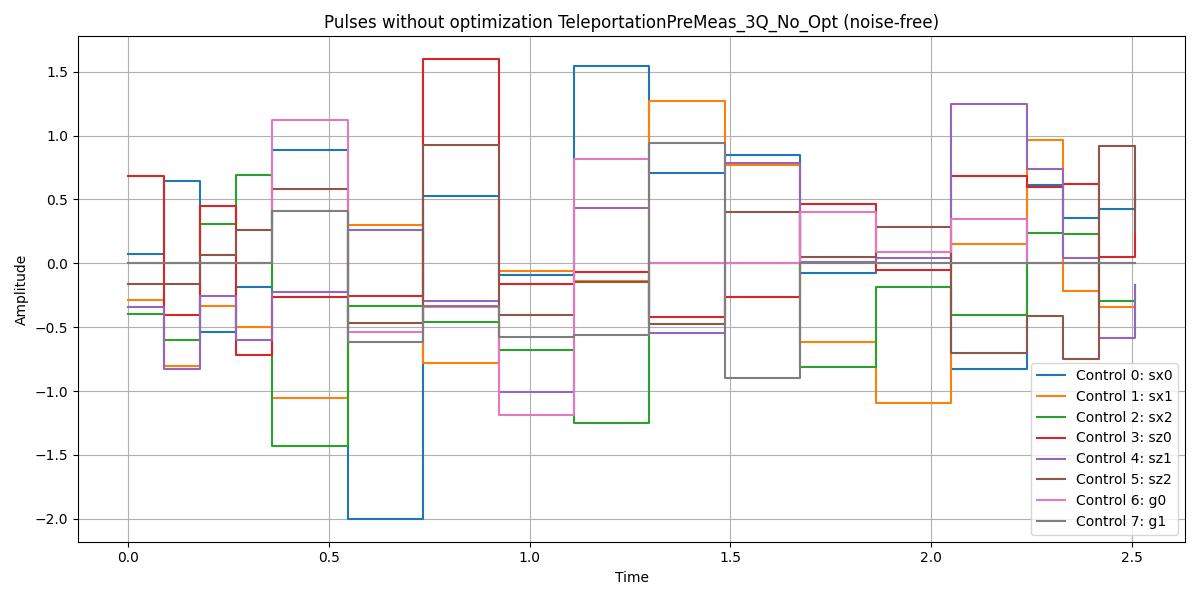 Pulses without optimization TeleportationPreMeas_3Q_No_Opt (noise-free)
Amplitude
1.5
1.0
0.5
0.0
−0.5
−1.0
−1.5
−2.0
Control 0: sx0
Control 1: sx1
Control 2: sx2
Control 3: sz0
Control 4: sz1
Control 5: sz2
Control 6: g0
Control 7: g1
0.0 0.5 1.0 1.5 2.0 2.5
Time